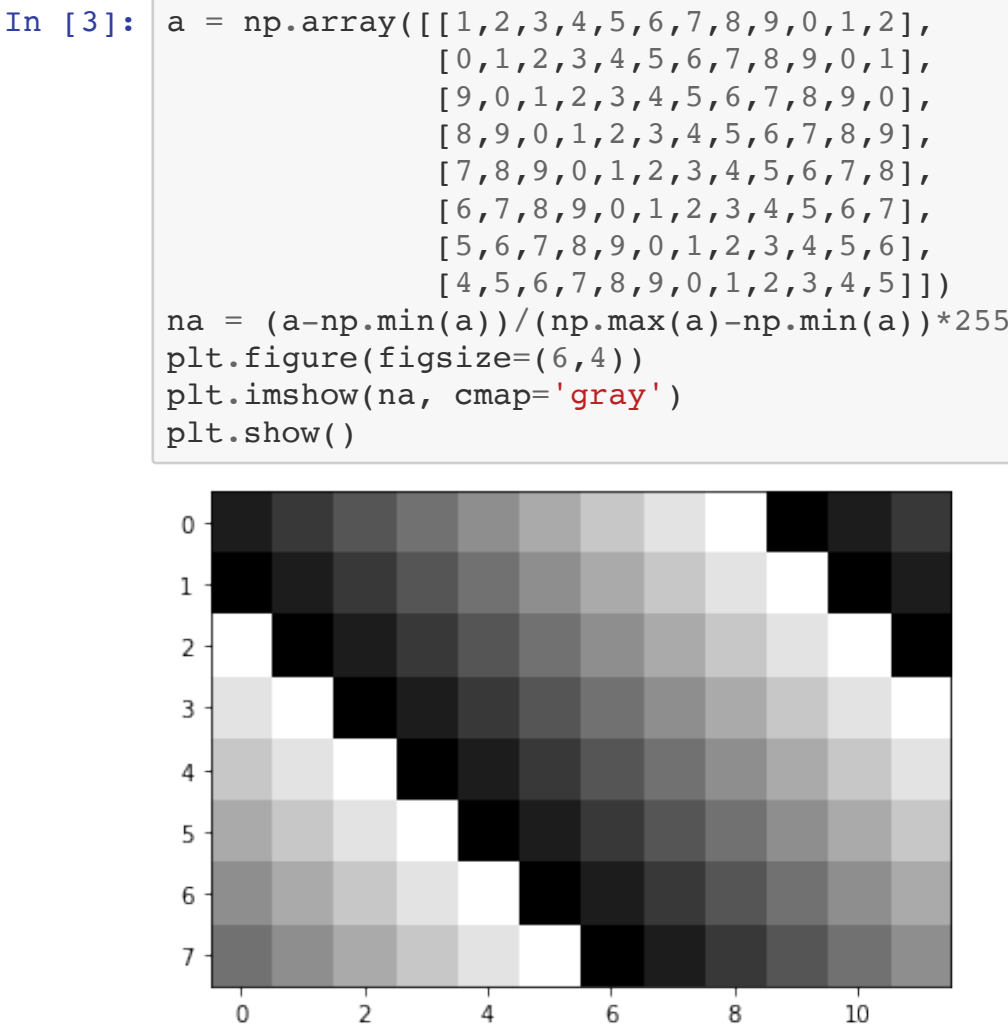 In [3]: a = np.array([[1,2,3,4,5,6,7,8,9,0,1,2],
[0,1,2,3,4,5,6,7,8,9,0,1],
[9,0,1,2,3,4,5,6,7,8,9,0],
[8,9,0,1,2,3,4,5,6,7,8,9],
[7,8,9,0,1,2,3,4,5,6,7,8],
[6,7,8,9,0,1,2,3,4,5,6,7],
[5,6,7,8,9,0,1,2,3,4,5,6],
[4,5,6,7,8,9,0,1,2,3,4,5]])
na = (a-np.min(a))/(np.max(a)-np.min(a))*255
plt.figure(figsize=(6,4))
plt.imshow(na, cmap='gray')
plt.show()
0
1
2
3
4
5
6
7
0 2 4 6 8 10